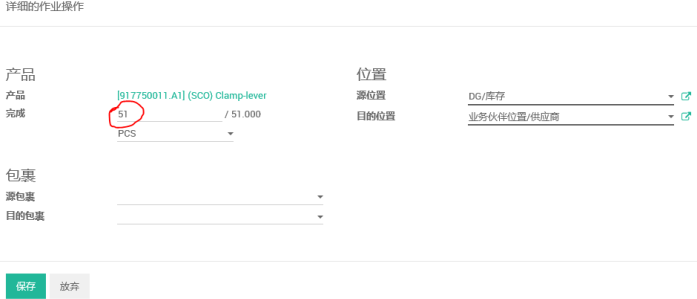 详细的作业操作
产品
产品 [917750011.A1] (SCO) Clamp-lever
完成 51 / 51.000
PCS
位置
源位置 DG/库存
目的位置 业务伙伴位置/供应商
包裹
源包裹
目的包裹
保存 放弃